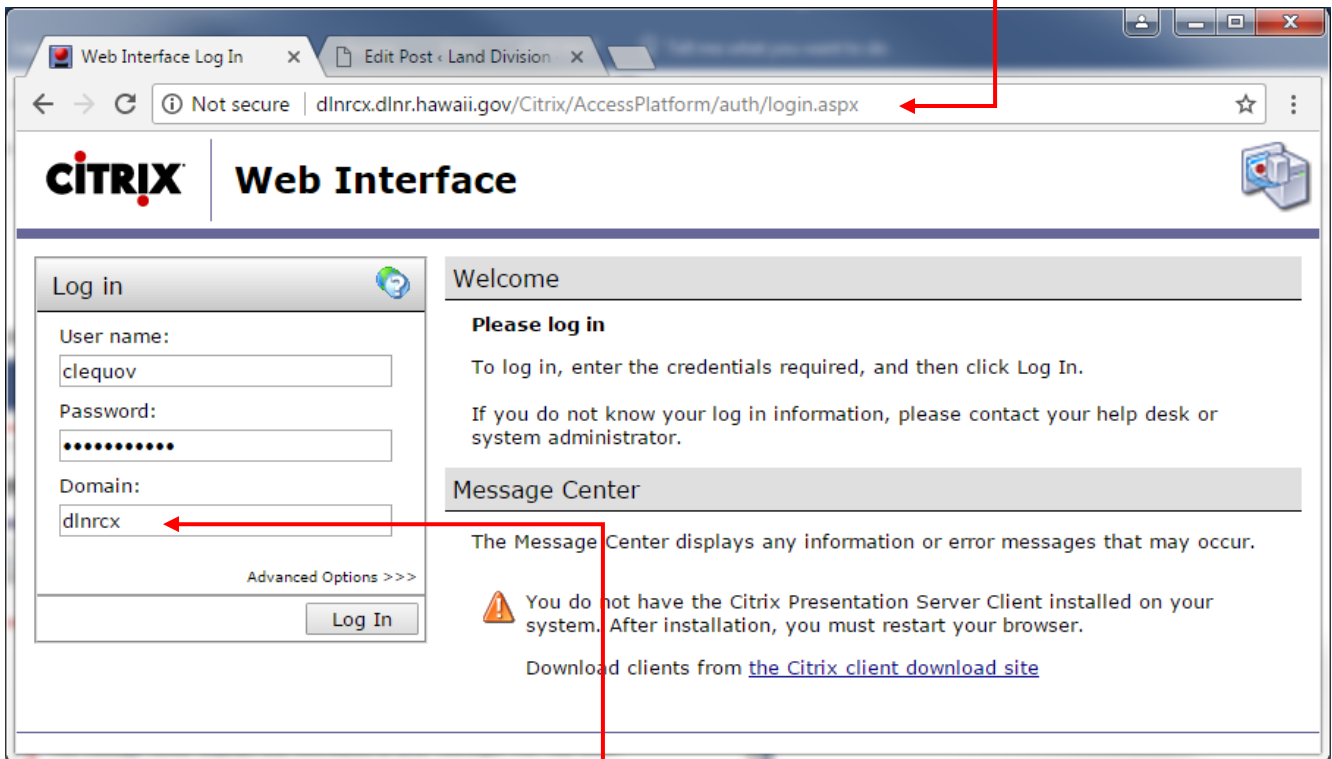 Web Interface Log In
Edit Post ‹ Land Division
Not secure | dlnrcx.dlnr.hawaii.gov/Citrix/AccessPlatform/auth/login.aspx
CITRIX
Web Interface
Log in
User name:
clequov
Password:
•••••••••••
Domain:
dlnrcx
Advanced Options >>>
Log In
Welcome
Please log in
To log in, enter the credentials required, and then click Log In.
If you do not know your log in information, please contact your help desk or
system administrator.
Message Center
The Message Center displays any information or error messages that may occur.
You do not have the Citrix Presentation Server Client installed on your
system. After installation, you must restart your browser.
Download clients from the Citrix client download site